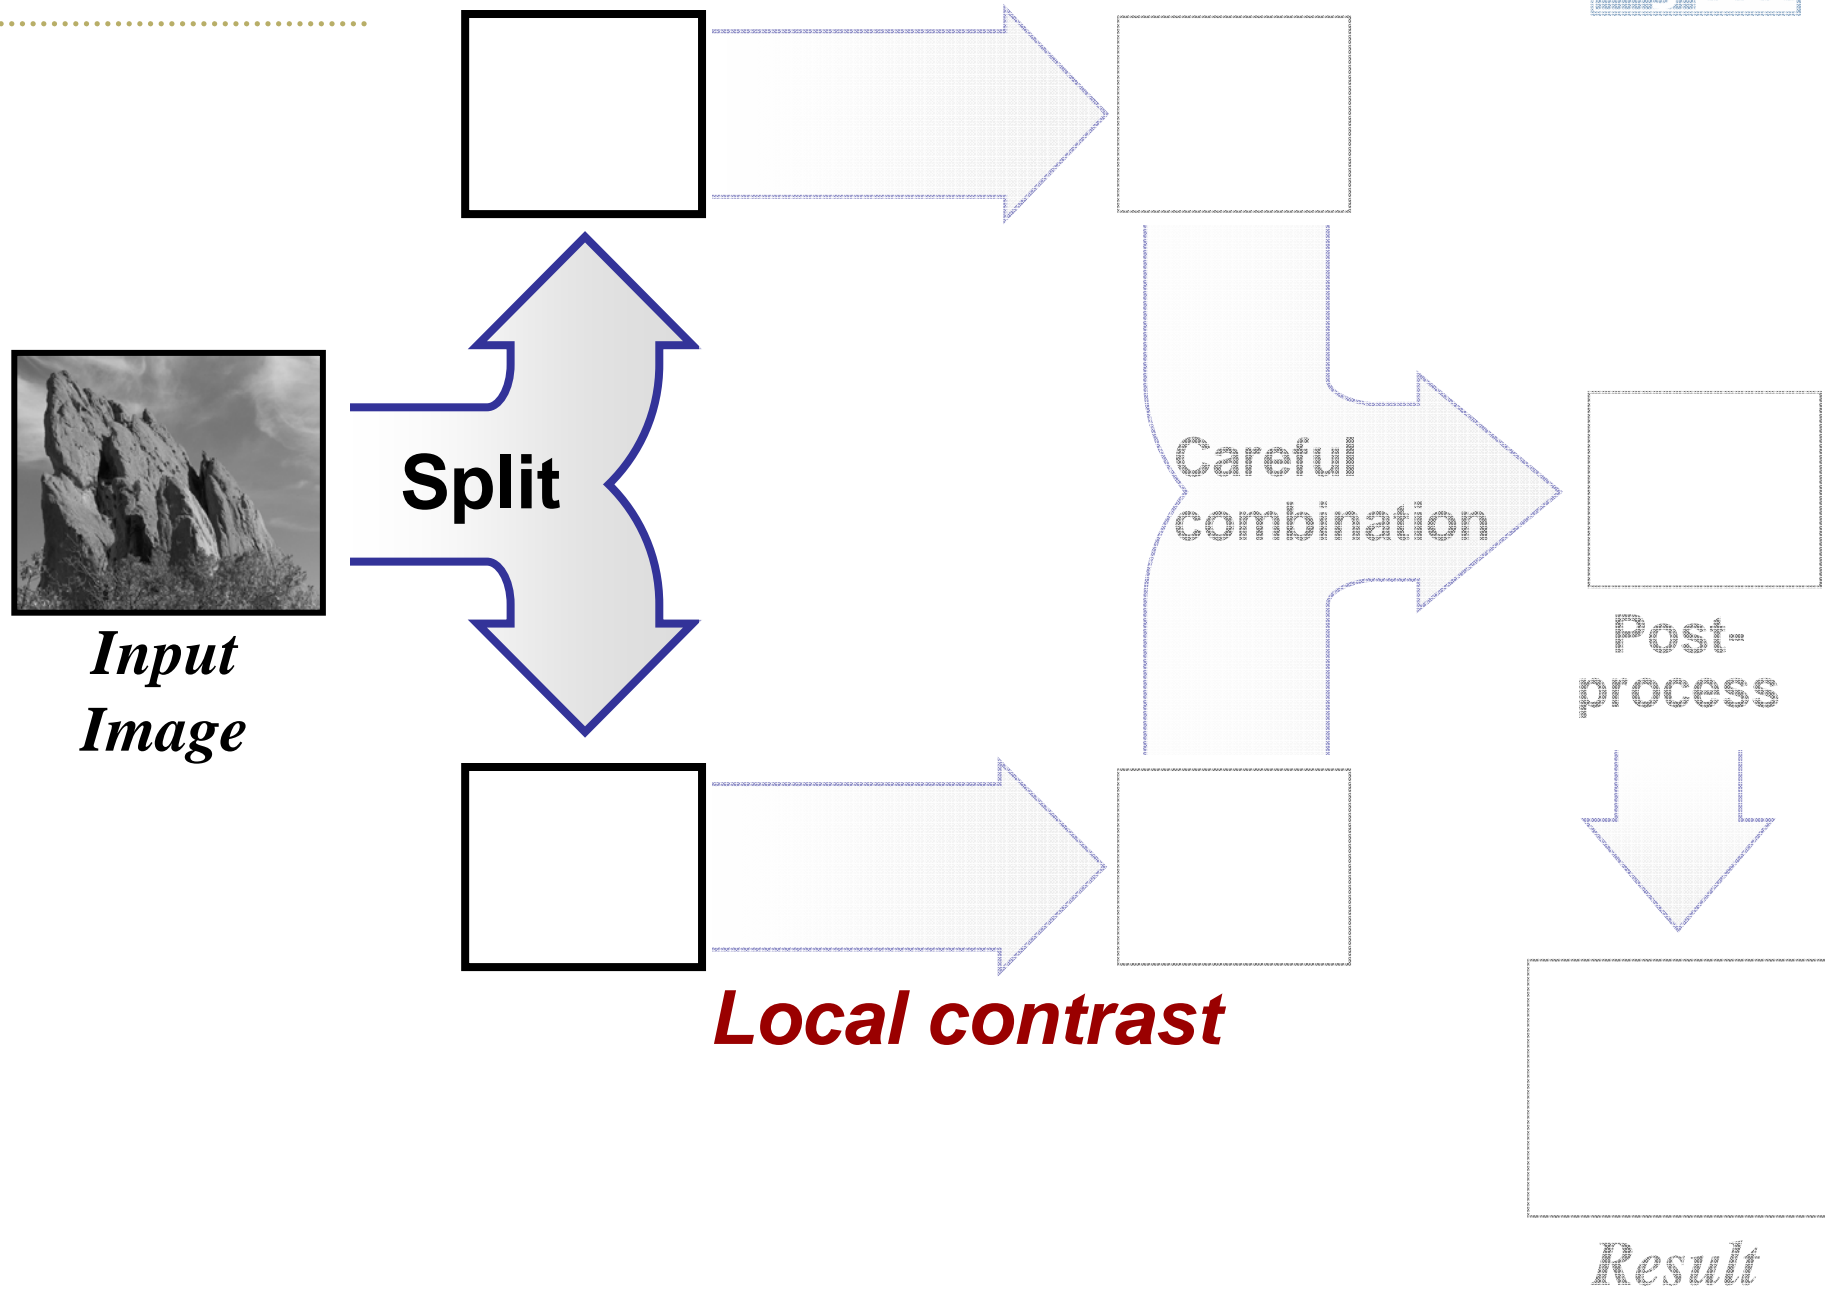 Split
Careful
combination
Input
Image
Post-
process
Local contrast
Result